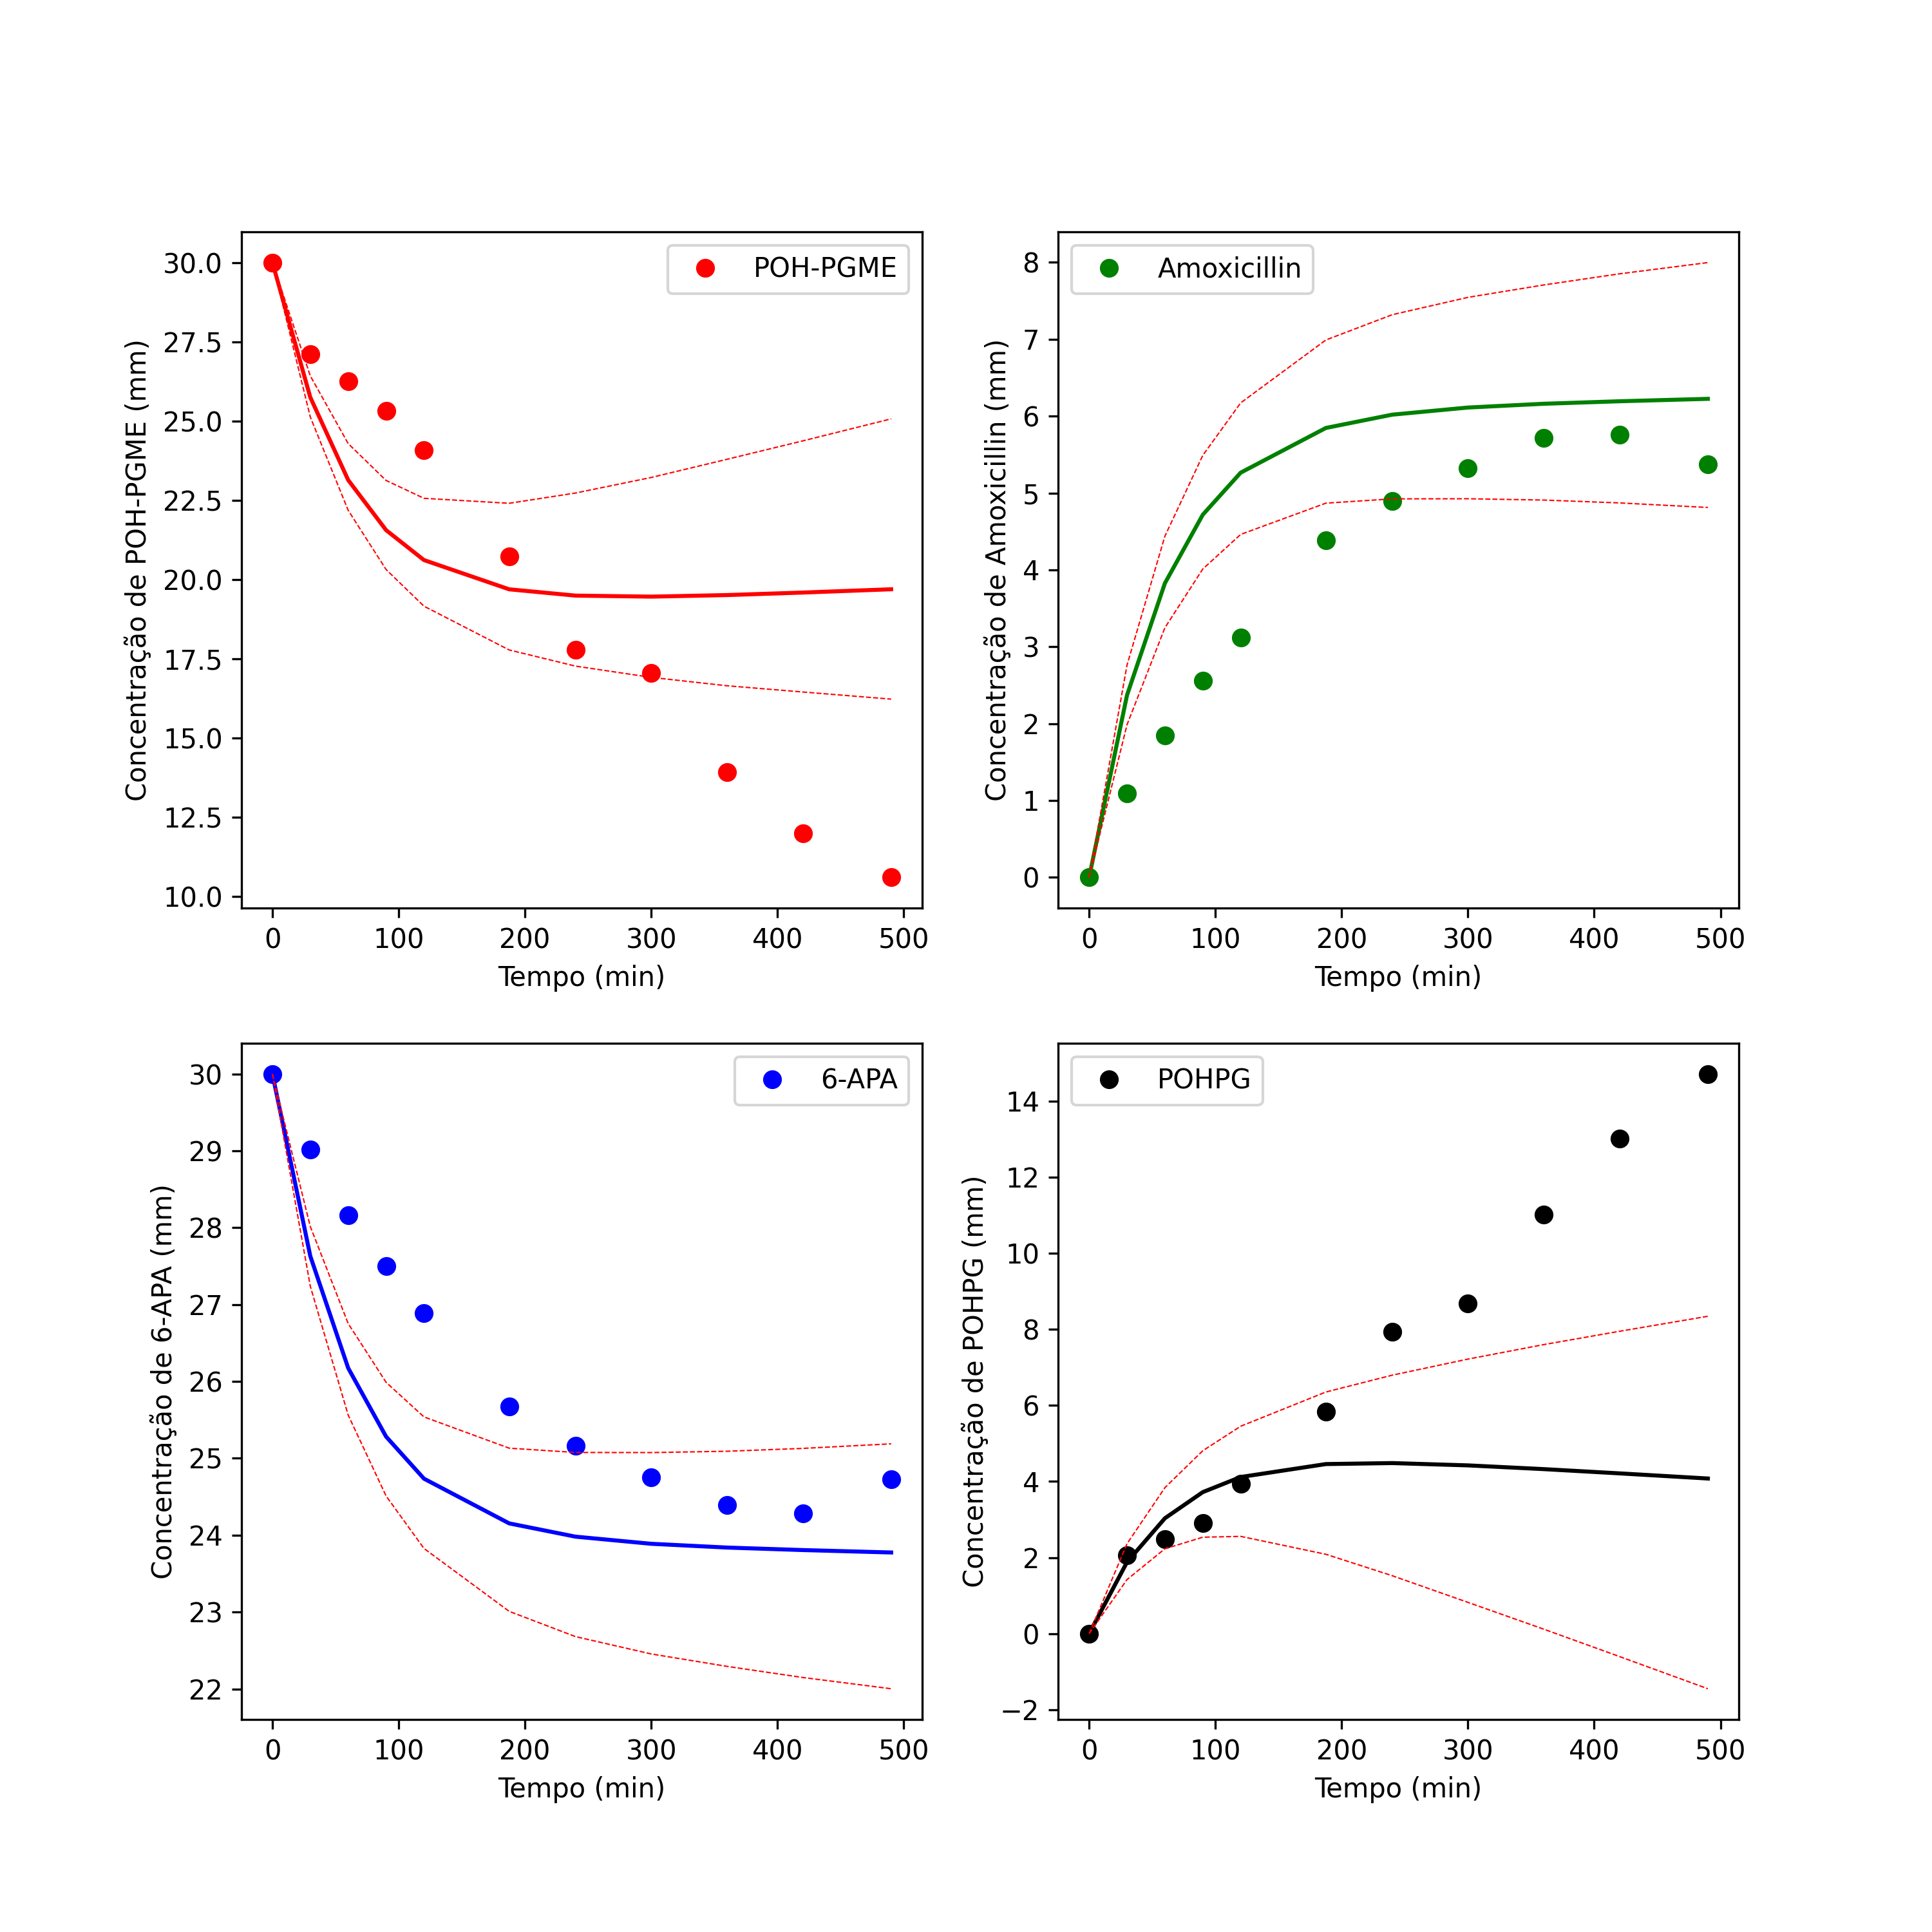 POH-PGME
Concentração de POH-PGME (mm)
30.0
27.5
25.0
22.5
20.0
17.5
15.0
12.5
10.0
0 100 200 300 400 500
Tempo (min)
Amoxicillin
Concentração de Amoxicillin (mm)
8
7
6
5
4
3
2
1
0
0 100 200 300 400 500
Tempo (min)
6-APA
Concentração de 6-APA (mm)
30
29
28
27
26
25
24
23
22
0 100 200 300 400 500
Tempo (min)
POHPG
Concentração de POHPG (mm)
14
12
10
8
6
4
2
0
−2
0 100 200 300 400 500
Tempo (min)